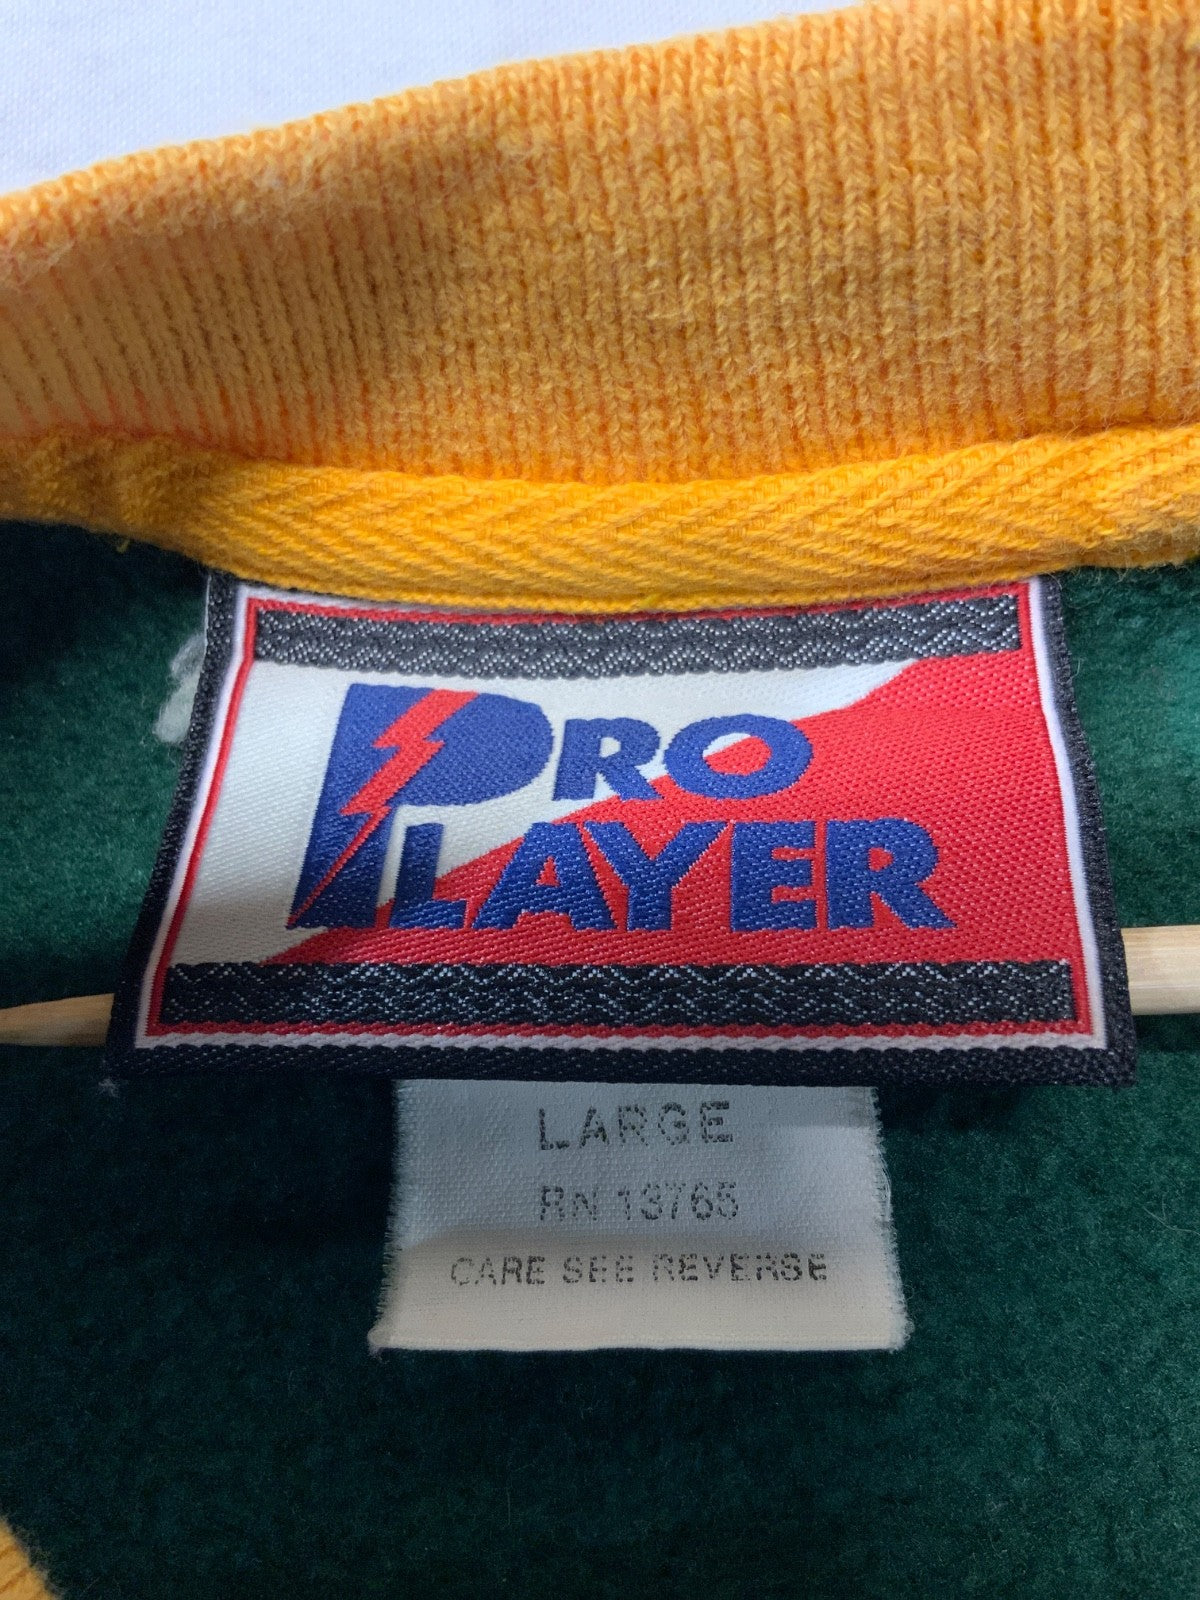 PRO
PLAYER
LARGE
RN 13765
CARE SEE REVERSE